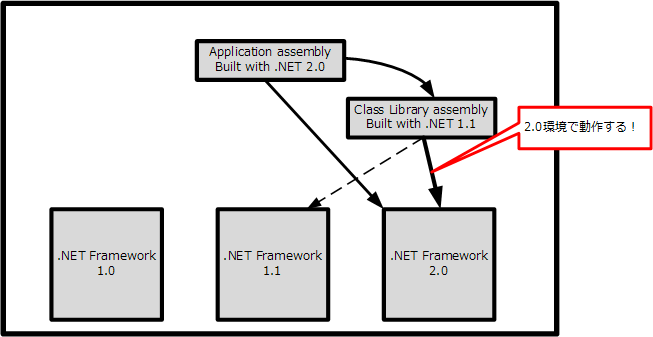 Application assembly
Built with .NET 2.0
Class Library assembly
Built with .NET 1.1
2.0環境で動作する！
.NET Framework
1.0
.NET Framework
1.1
.NET Framework
2.0